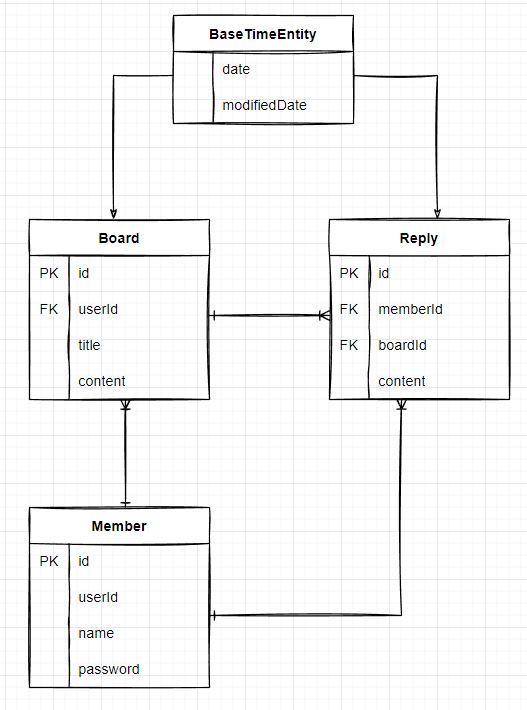 BaseTimeEntity
date
modifiedDate
Board
PK id
FK userId
title
content
Reply
PK id
FK memberId
FK boardId
content
Member
PK id
userId
name
password